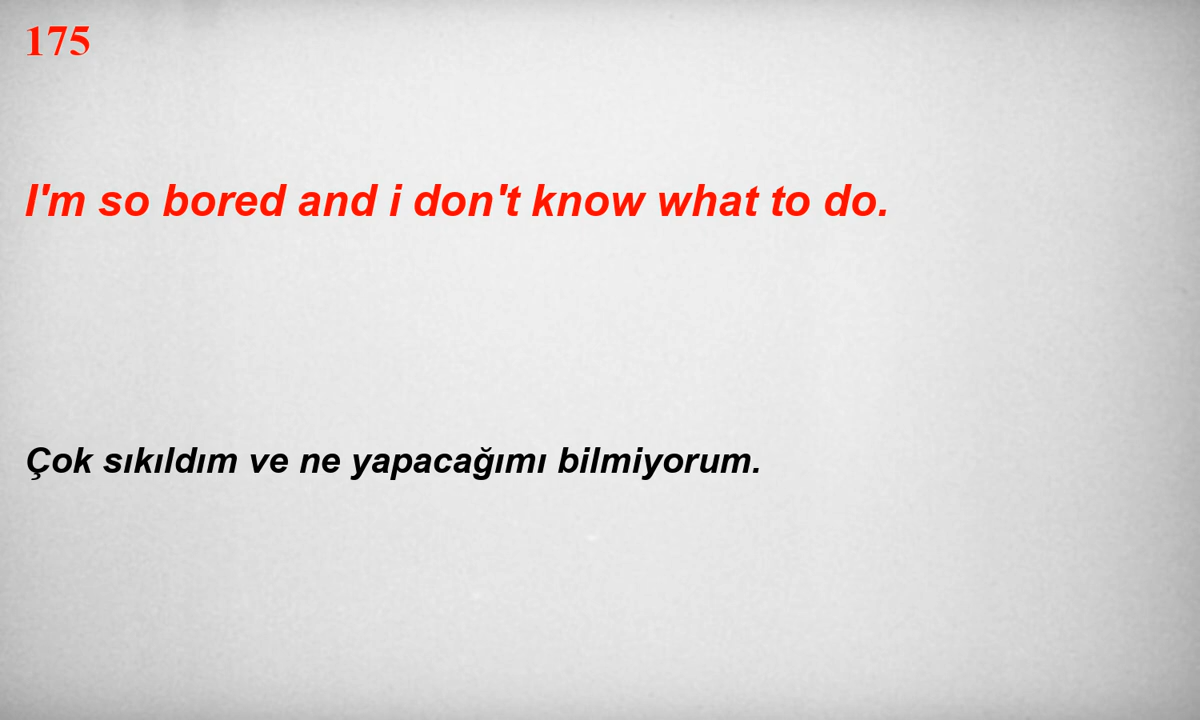 175
I'm so bored and i don't know what to do.
Çok sıkıldım ve ne yapacağımı bilmiyorum.